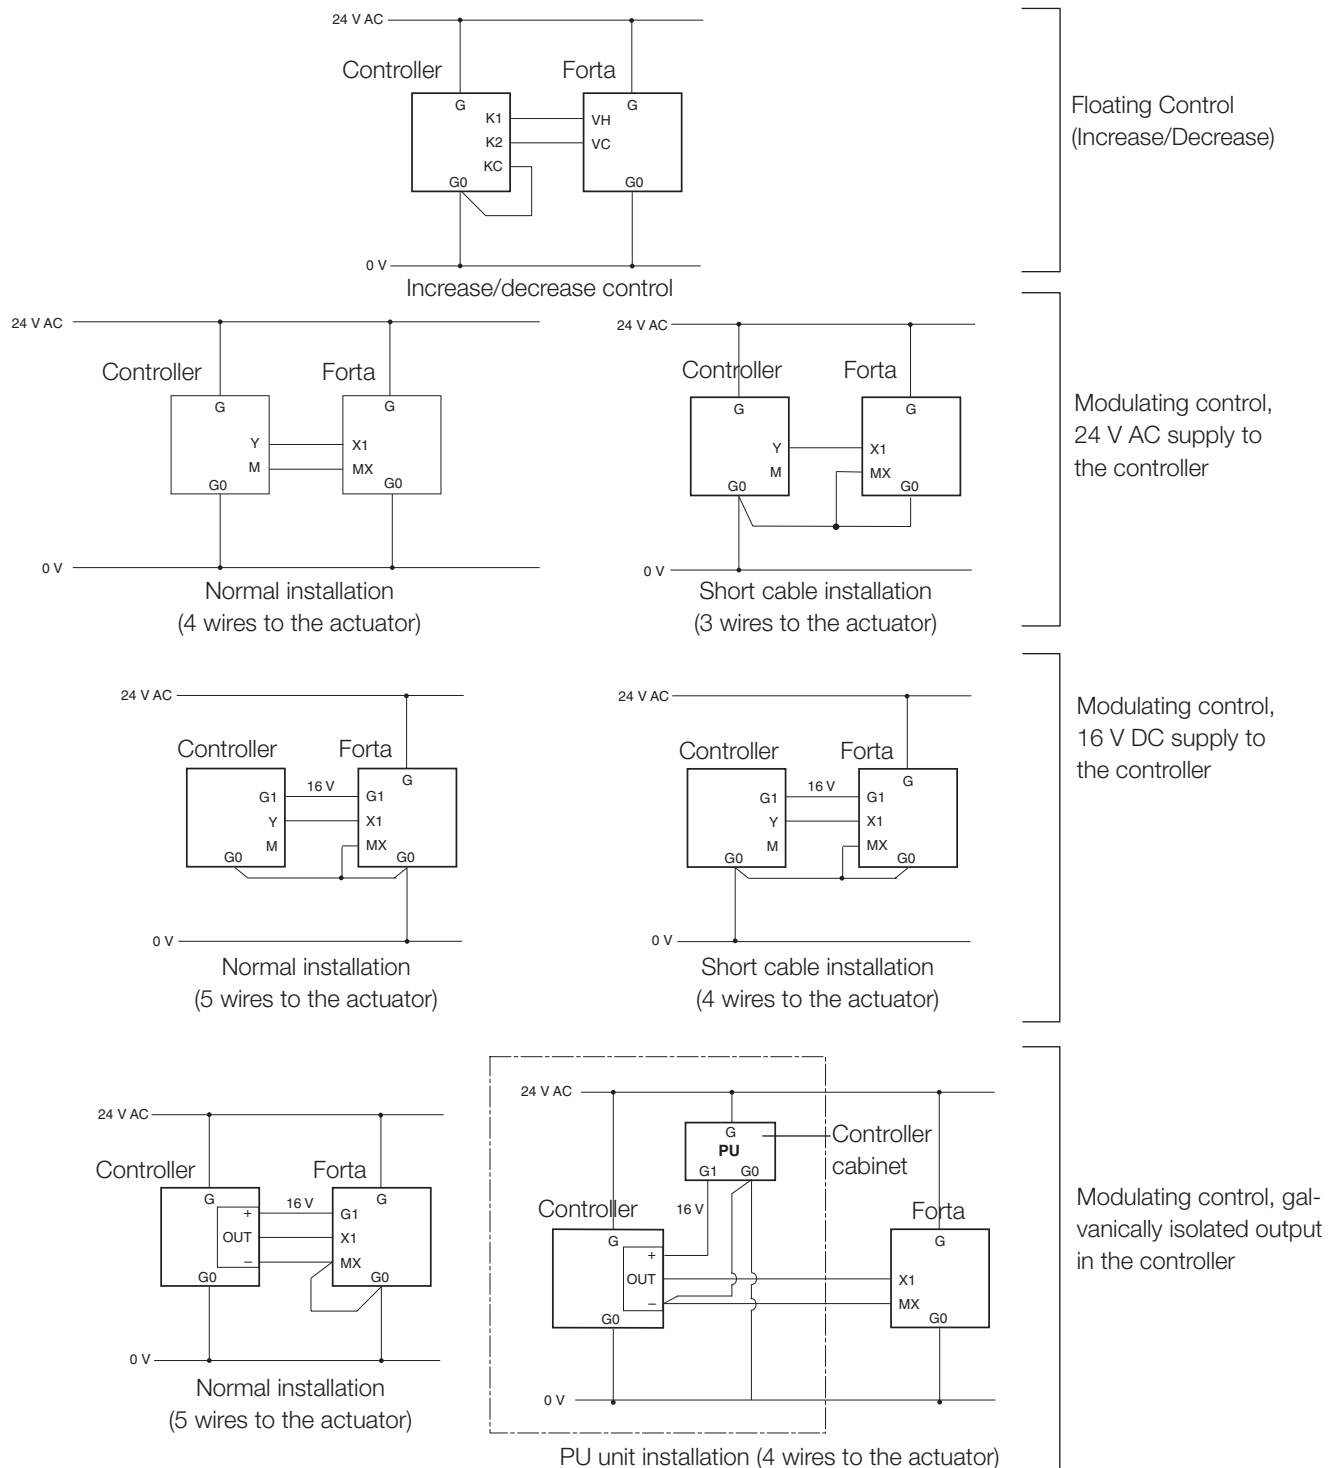 24 V AC
Controller
Forta
G
K1
K2
KC
G0
G
VH
VC
G0
0 V
Increase/decrease control
Floating Control
(Increase/Decrease)
24 V AC
Controller
Forta
G
Y
M
G0
G
X1
MX
G0
0 V
Normal installation
(4 wires to the actuator)
24 V AC
Controller
Forta
G
Y
M
G0
G
X1
MX
G0
0 V
Short cable installation
(3 wires to the actuator)
Modulating control,
24 V AC supply to
the controller
24 V AC
Controller
Forta
G1
Y
M
G0
16 V
G
G1
X1
MX
G0
0 V
Normal installation
(5 wires to the actuator)
24 V AC
Controller
Forta
G1
Y
M
G0
16 V
G
G1
X1
MX
G0
0 V
Short cable installation
(4 wires to the actuator)
Modulating control,
16 V DC supply to
the controller
24 V AC
Controller
Forta
G
+
OUT
–
G0
16 V
G
G1
X1
MX
G0
0 V
Normal installation
(5 wires to the actuator)
24 V AC
G
PU
G1
G0
Controller
cabinet
Controller
16 V
Forta
G
+
OUT
–
G0
G
X1
MX
G0
0 V
PU unit installation (4 wires to the actuator)
Modulating control, gal-
vanically isolated output
in the controller